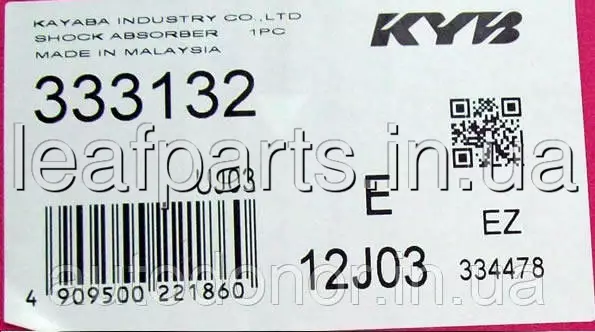 KAYABA INDUSTRY CO.,LTD
SHOCK ABSORBER 1PC
MADE IN MALAYSIA
KYB
333132
leafparts.in.ua
UJ03
E
EZ
12J03
334478
4 909500 221860
autodonor.in.ua